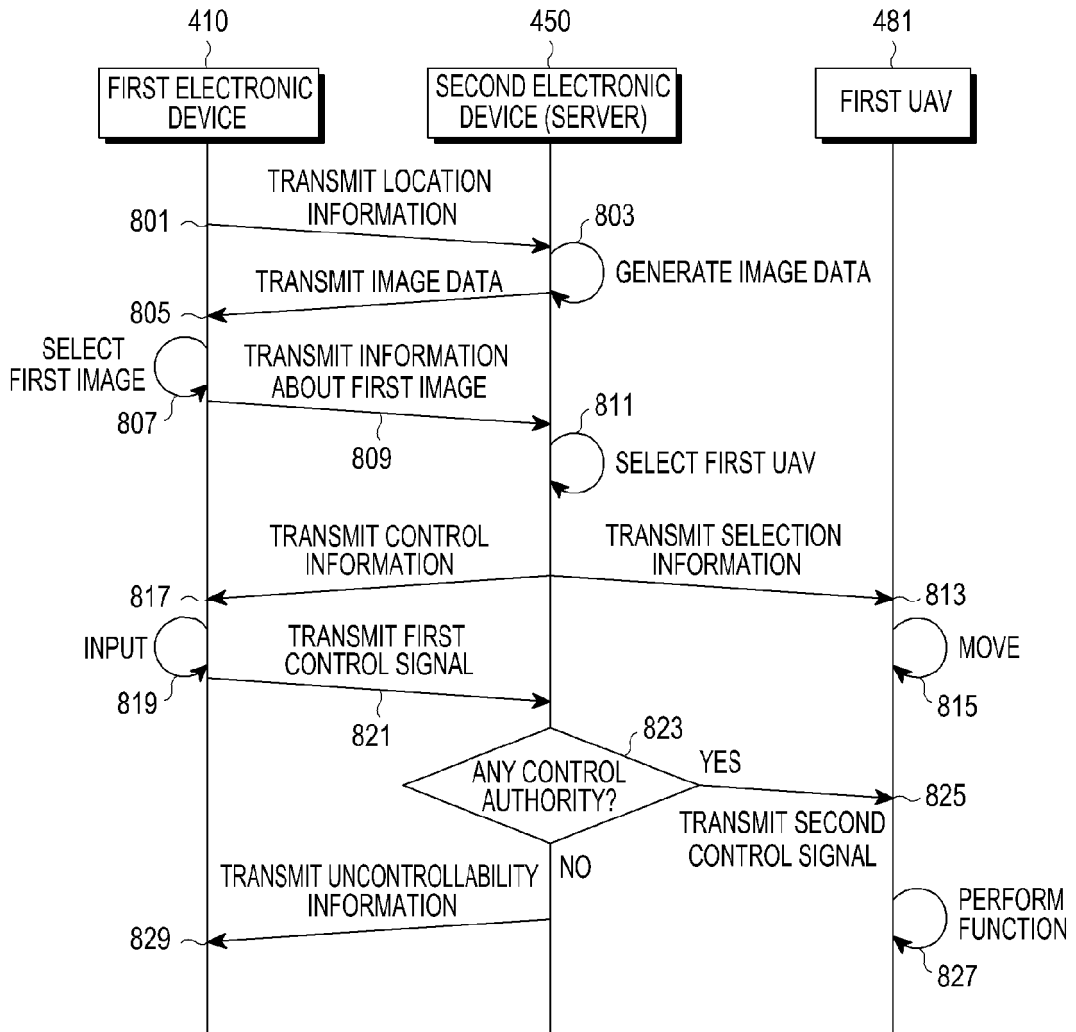 410
450
481
FIRST ELECTRONIC
DEVICE
SECOND ELECTRONIC
DEVICE (SERVER)
FIRST UAV
TRANSMIT LOCATION
INFORMATION
801
803
GENERATE IMAGE DATA
TRANSMIT IMAGE DATA
805
SELECT
FIRST IMAGE
807
TRANSMIT INFORMATION
ABOUT FIRST IMAGE
809
811
SELECT FIRST UAV
TRANSMIT CONTROL
INFORMATION
TRANSMIT SELECTION
INFORMATION
817
813
INPUT
819
TRANSMIT FIRST
CONTROL SIGNAL
821
MOVE
815
823
ANY CONTROL
AUTHORITY?
YES
825
TRANSMIT SECOND
CONTROL SIGNAL
NO
TRANSMIT UNCONTROLLABILITY
INFORMATION
829
PERFORM
FUNCTION
827